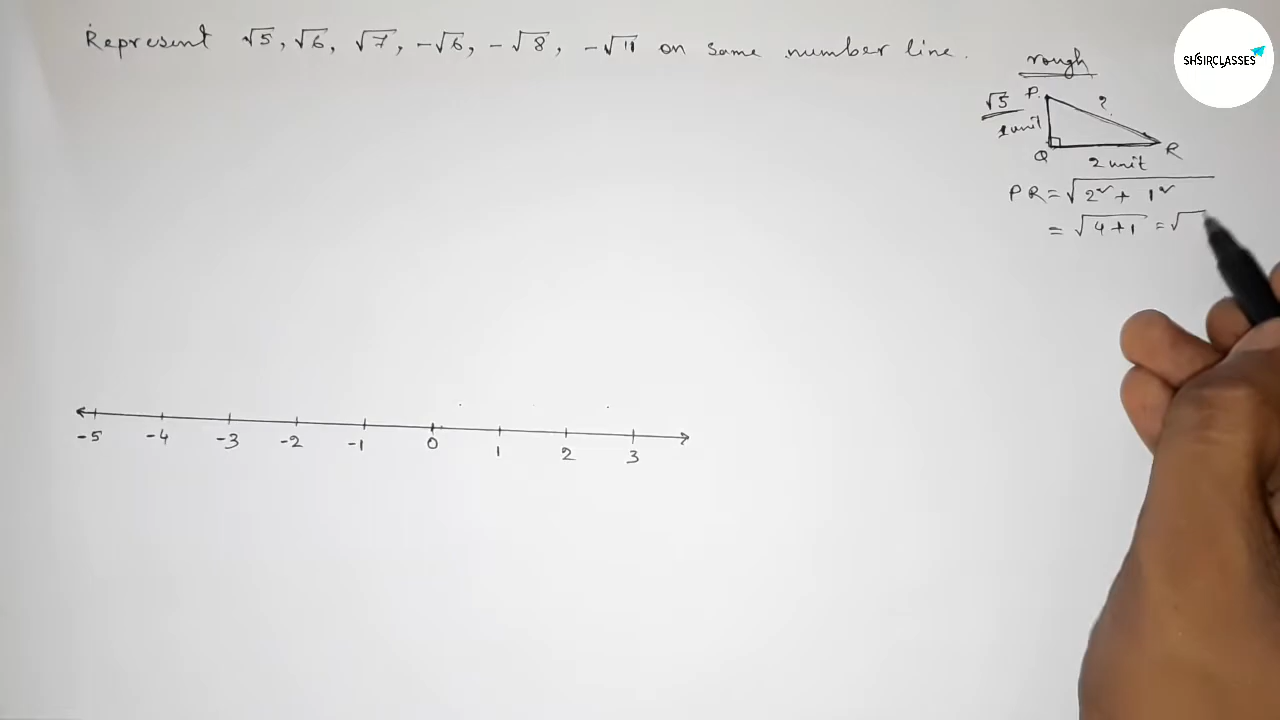 Represent √5, √6, √7, -√6, -√8, -√11 on same number line.
rough
SHSIRCLASSES
√5
P
?
1 unit
Q
R
2 unit
PR = √2² + 1²
= √4+1 = √
-5 -4 -3 -2 -1 0 1 2 3